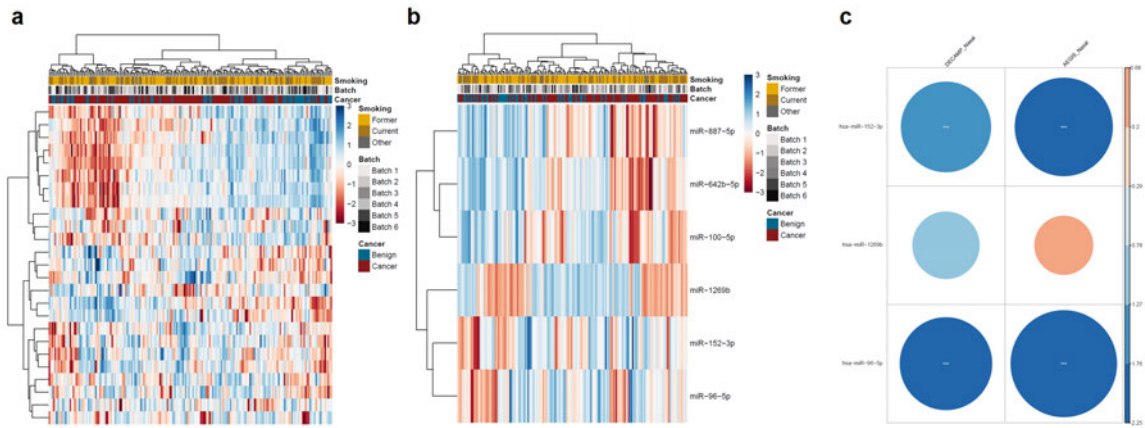 a
b
c
Smoking
Batch
Cancer
3
2
1
0
-1
-2
-3
Smoking
Former
Current
Other
Batch
Batch 1
Batch 2
Batch 3
Batch 4
Batch 5
Batch 6
Cancer
Benign
Cancer
Smoking
Batch
Cancer
miR-887-5p
miR-642b-5p
miR-100-5p
miR-1269b
miR-152-3p
miR-96-5p
3
2
1
0
-1
-2
-3
Smoking
Former
Current
Other
Batch
Batch 1
Batch 2
Batch 3
Batch 4
Batch 5
Batch 6
Cancer
Benign
Cancer
DECAMP_Nasal
AEGIS_Nasal
hsa-miR-152-3p
hsa-miR-1269b
hsa-miR-96-5p
***
***
***
***